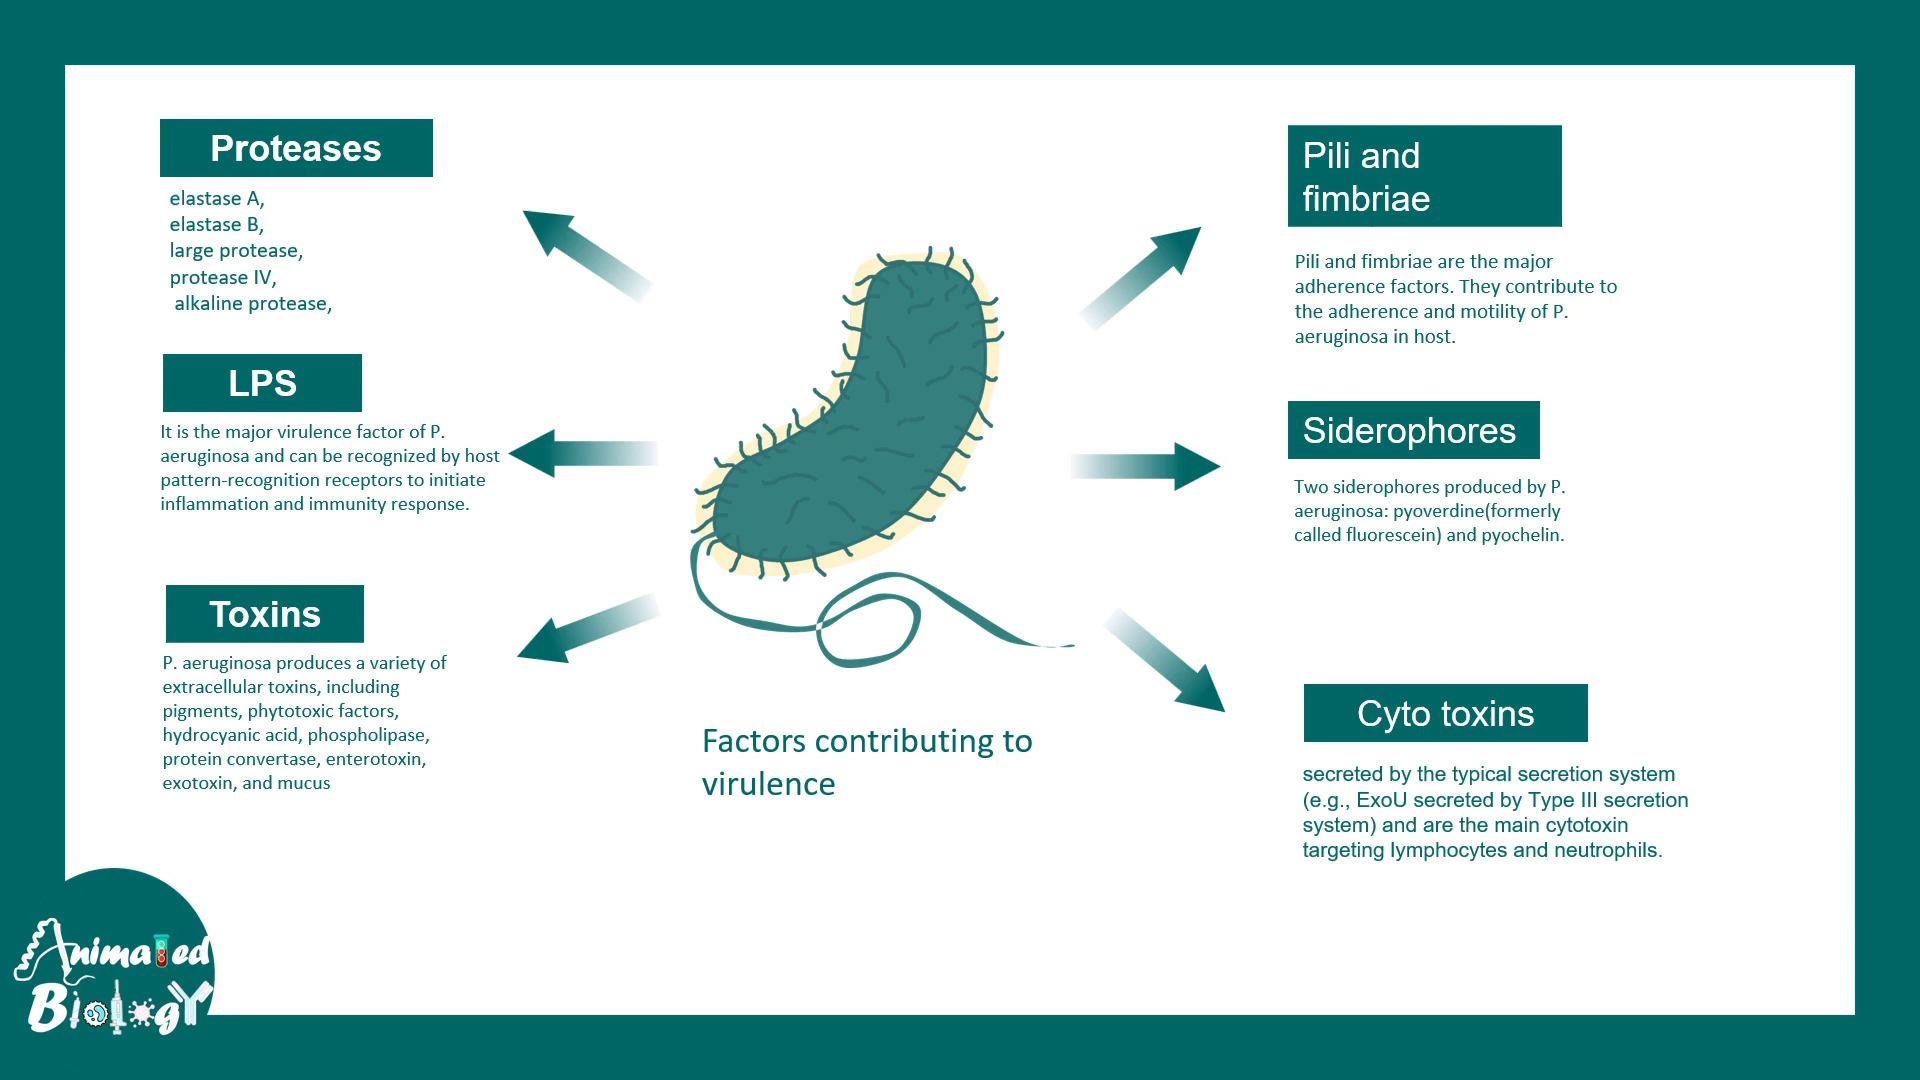 Proteases
elastase A,
elastase B,
large protease,
protease IV,
alkaline protease,
LPS
It is the major virulence factor of P.
aeruginosa and can be recognized by host
pattern-recognition receptors to initiate
inflammation and immunity response.
Toxins
P. aeruginosa produces a variety of
extracellular toxins, including
pigments, phytotoxic factors,
hydrocyanic acid, phospholipase,
protein convertase, enterotoxin,
exotoxin, and mucus
Factors contributing to
virulence
Pili and
fimbriae
Pili and fimbriae are the major
adherence factors. They contribute to
the adherence and motility of P.
aeruginosa in host.
Siderophores
Two siderophores produced by P.
aeruginosa: pyoverdine(formerly
called fluorescein) and pyochelin.
Cyto toxins
secreted by the typical secretion system
(e.g., ExoU secreted by Type III secretion
system) and are the main cytotoxin
targeting lymphocytes and neutrophils.
Animated
Biology